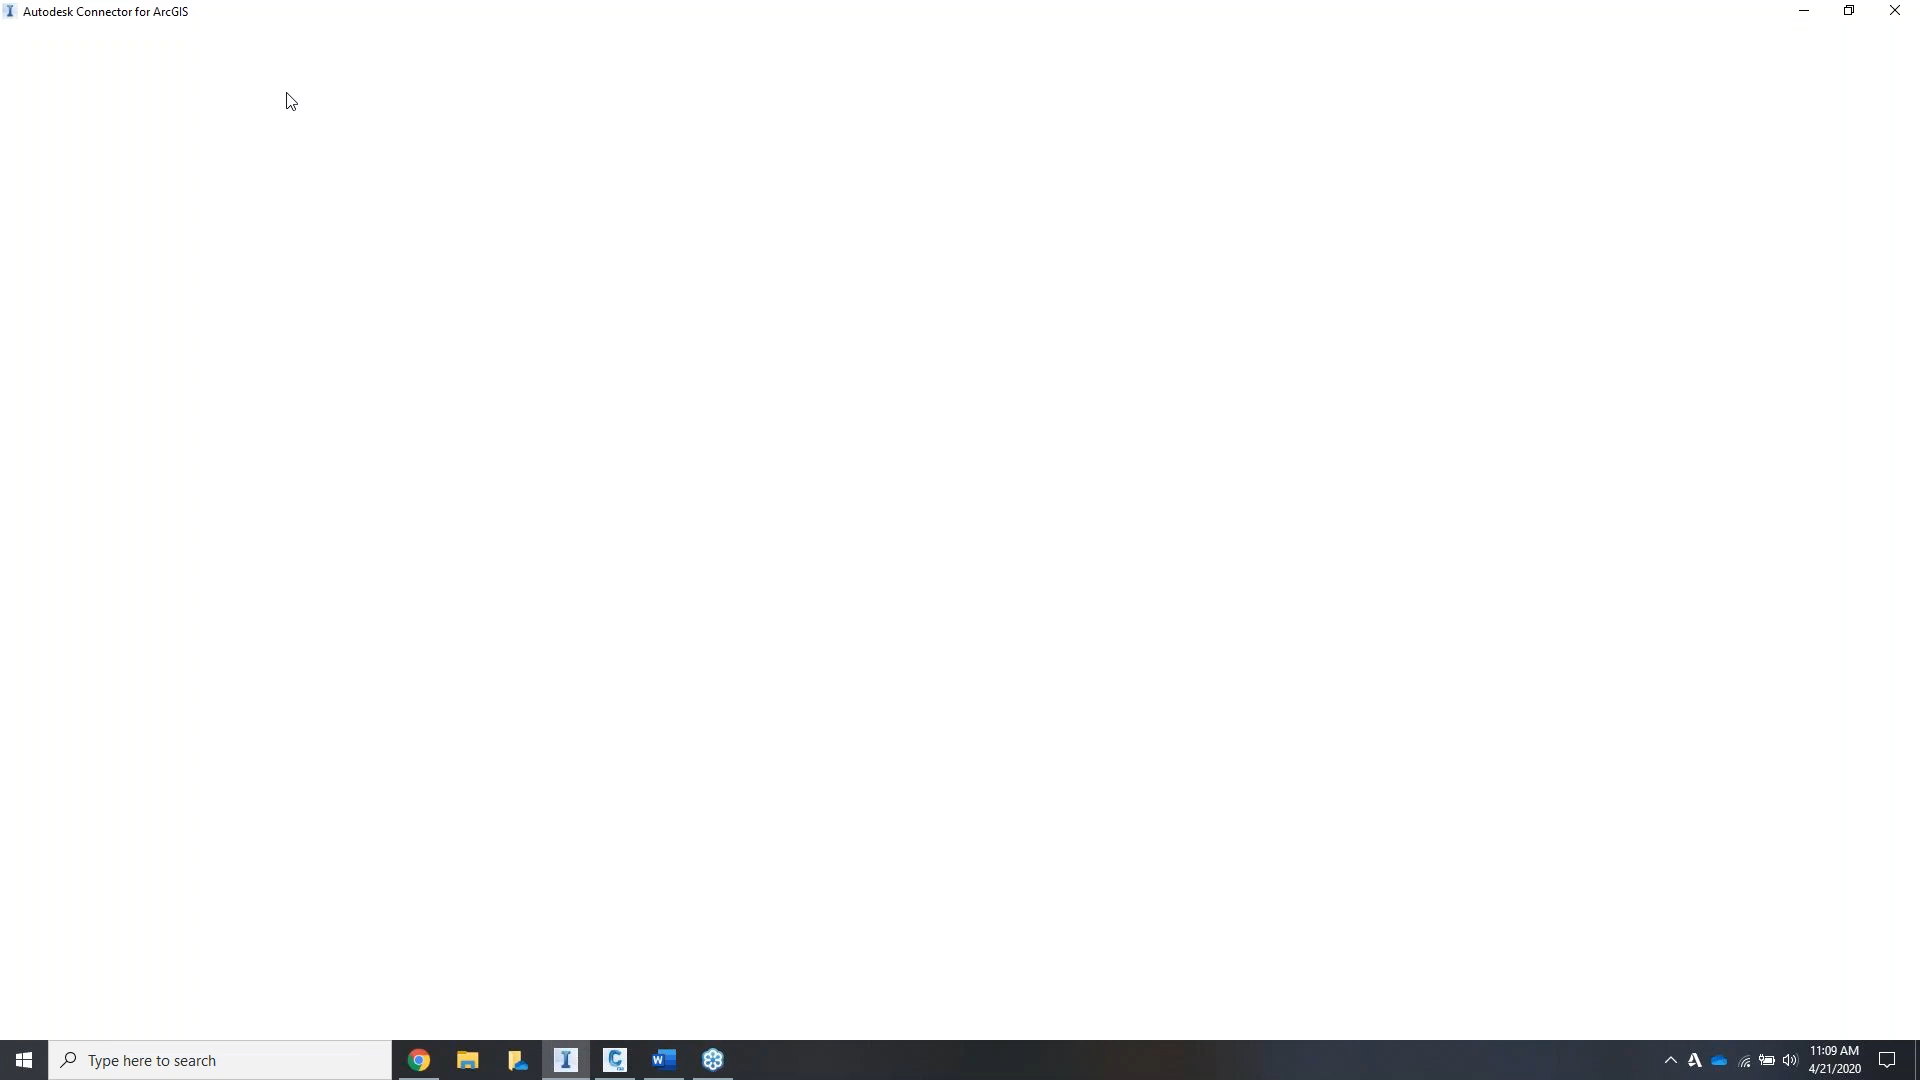 Autodesk Connector for ArcGIS
Type here to search
11:09 AM
4/21/2020